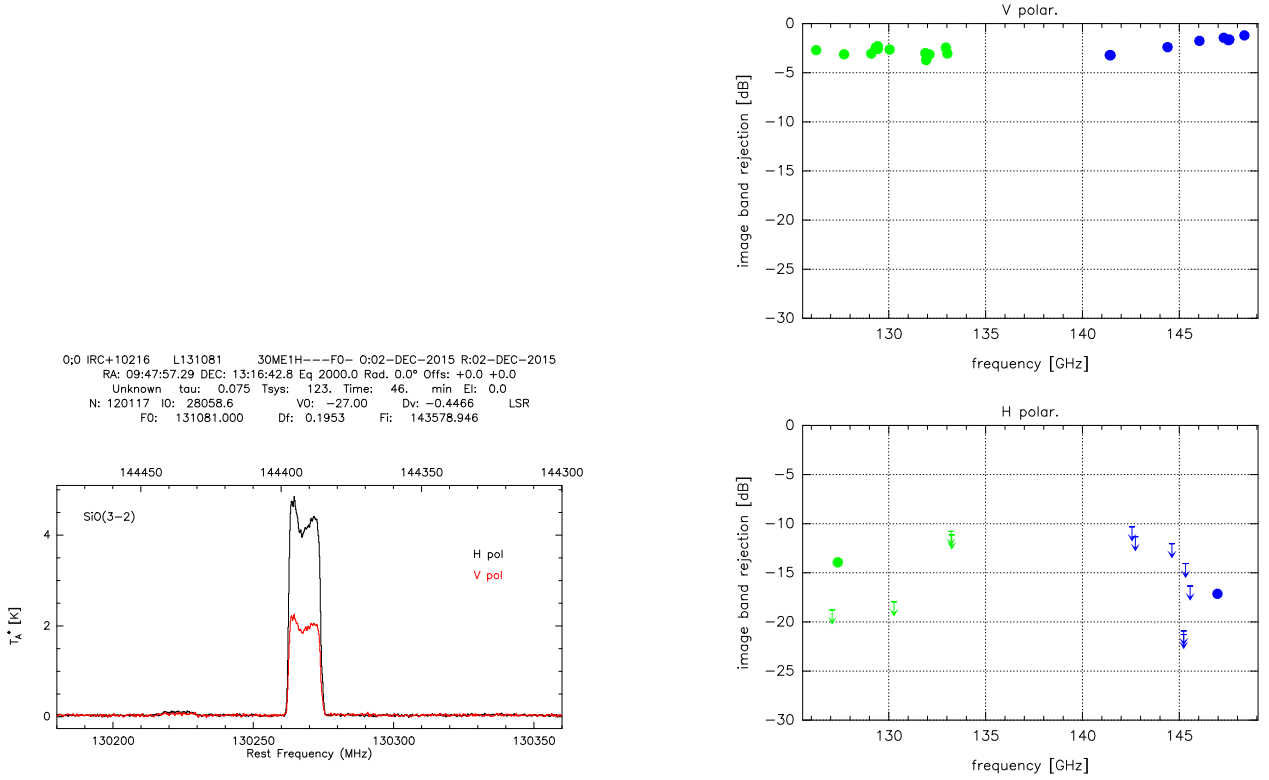 0;0 IRC+10216 L131081 30ME1H---F0- O:02-DEC-2015 R:02-DEC-2015
RA: 09:47:57.29 DEC: 13:16:42.8 Eq 2000.0 Rad. 0.0° Offs: +0.0 +0.0
Unknown tau: 0.075 Tsys: 123. Time: 46. min El: 0.0
N: 120117 I0: 28058.6 V0: -27.00 Dv: -0.4466 LSR
F0: 131081.000 Df: 0.1953 Fi: 143578.946
144450 144400 144350 144300
SiO(3-2)
H pol
V pol
4
2
0
T_A* [K]
130200 130250 130300 130350
Rest Frequency (MHz)
V polar.
0
-5
-10
-15
-20
-25
-30
image band rejection [dB]
130 135 140 145
frequency [GHz]
H polar.
0
-5
-10
-15
-20
-25
-30
image band rejection [dB]
130 135 140 145
frequency [GHz]